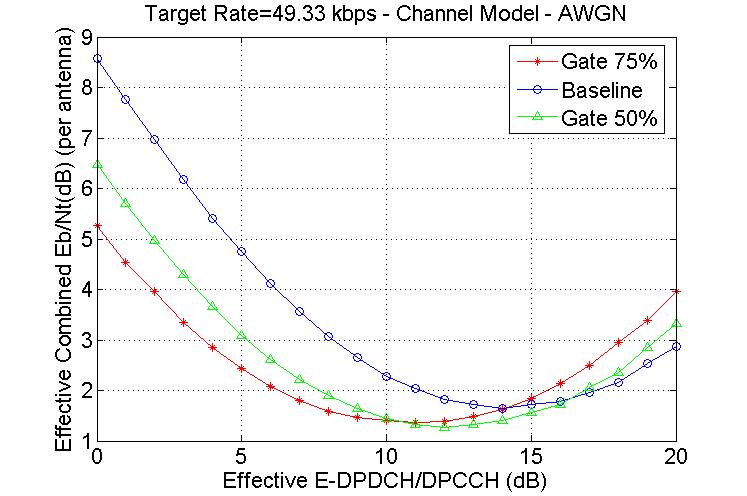 Target Rate=49.33 kbps - Channel Model - AWGN
Effective Combined Eb/Nt(dB) (per antenna)
9
8
7
6
5
4
3
2
1
Gate 75%
Baseline
Gate 50%
0
5
10
15
20
Effective E-DPDCH/DPCCH (dB)